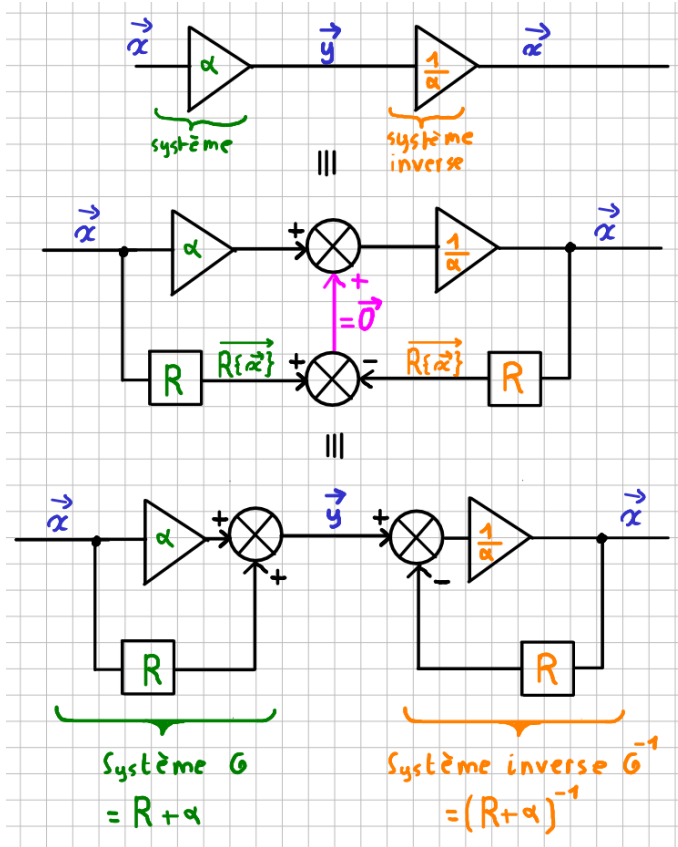 x⃗ α y⃗ 1/α x⃗
système système
inverse
≡
x⃗ α + 1/α x⃗
+
= 0⃗
R R{x⃗} + - R{x⃗} R
≡
x⃗ α + y⃗ + 1/α x⃗
+ -
R R
Système G Système inverse G⁻¹
= R + α = (R+α)⁻¹